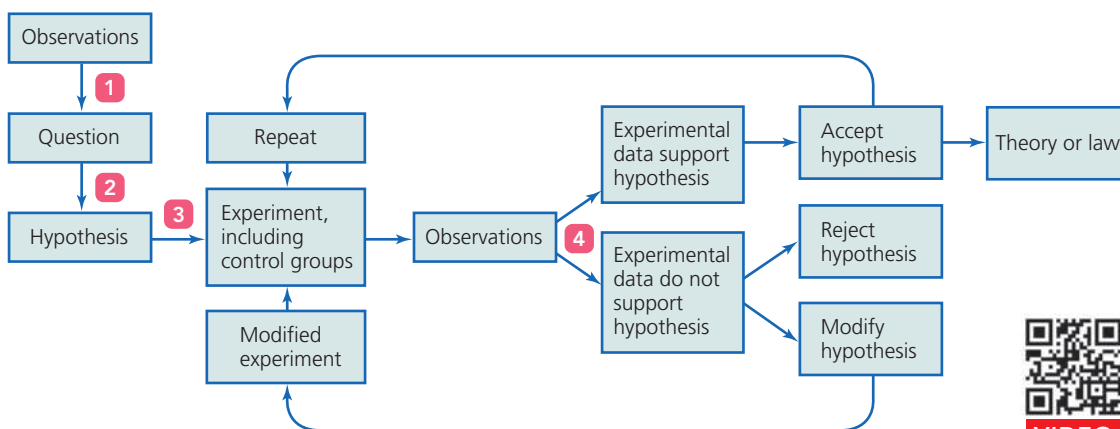 Observations
1
Question
2
Hypothesis
3
Repeat
Experiment,
including
control groups
Modified
experiment
Observations
4
Experimental
data support
hypothesis
Experimental
data do not
support
hypothesis
Accept
hypothesis
Reject
hypothesis
Modify
hypothesis
Theory or law